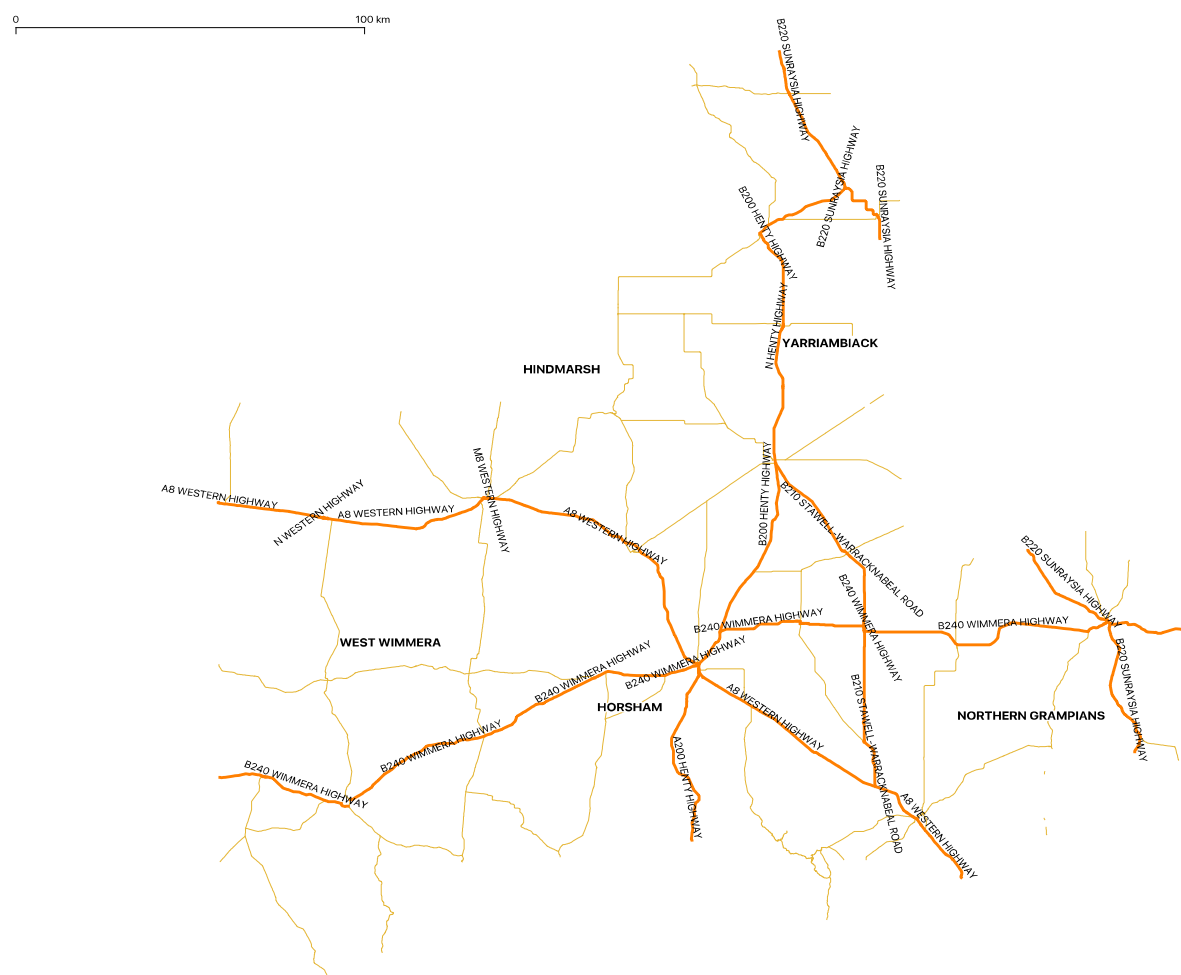 0
100 km
B220 SUNRAYSIA HIGHWAY
B220 SUNRAYSIA HIGHWAY
B220 SUNRAYSIA HIGHWAY
B200 HENTY HIGHWAY
N HENTY HIGHWAY
YARRIAMBIACK
HINDMARSH
B200 HENTY HIGHWAY
M8 WESTERN HIGHWAY
A8 WESTERN HIGHWAY
N WESTERN HIGHWAY
A8 WESTERN HIGHWAY
A8 WESTERN HIGHWAY
B210 STAWELL-WARRACKNABEAL ROAD
B220 SUNRAYSIA HIGHWAY
B240 WIMMERA HIGHWAY
B240 WIMMERA HIGHWAY
B240 WIMMERA HIGHWAY
WEST WIMMERA
B240 WIMMERA HIGHWAY
B240 WIMMERA HIGHWAY
B220 SUNRAYSIA HIGHWAY
HORSHAM
A8 WESTERN HIGHWAY
B210 STAWELL-WARRACKNABEAL ROAD
NORTHERN GRAMPIANS
B240 WIMMERA HIGHWAY
A200 HENTY HIGHWAY
B240 WIMMERA HIGHWAY
A8 WESTERN HIGHWAY